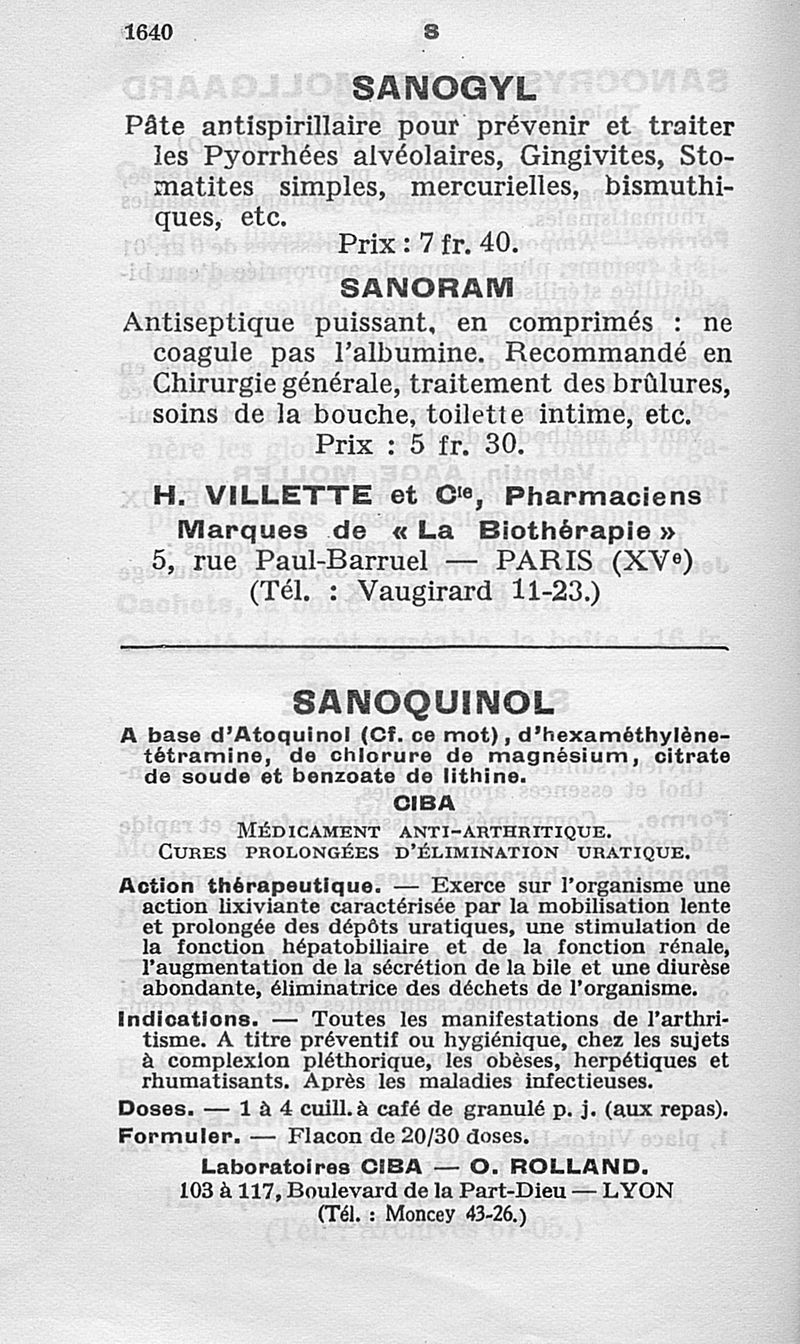 1640
S
SANOGYL
Pâte antispirillaire pour prévenir et traiter
les Pyorrhées alvéolaires, Gingivites, Sto-
matites simples, mercurielles, bismuthi-
ques, etc.
Prix : 7 fr. 40.
SANORAM
Antiseptique puissant, en comprimés : ne
coagule pas l'albumine. Recommandé en
Chirurgie générale, traitement des brûlures,
soins de la bouche, toilette intime, etc.
Prix : 5 fr. 30.
H. VILLETTE et Cie, Pharmaciens
Marques de « La Biothérapie »
5, rue Paul-Barruel — PARIS (XVe)
(Tél. : Vaugirard 11-23.)
SANOQUINOL
A base d'Atoquinol (Cf. ce mot), d'hexaméthylène-
tétramine, de chlorure de magnésium, citrate
de soude et benzoate de lithine.
CIBA
MÉDICAMENT ANTI-ARTHRITIQUE.
CURES PROLONGÉES D'ÉLIMINATION URATIQUE.
Action thérapeutique. — Exerce sur l'organisme une
action lixiviante caractérisée par la mobilisation lente
et prolongée des dépôts uratiques, une stimulation de
la fonction hépatobiliaire et de la fonction rénale,
l'augmentation de la sécrétion de la bile et une diurèse
abondante, éliminatrice des déchets de l'organisme.
Indications. — Toutes les manifestations de l'arthri-
tisme. A titre préventif ou hygiénique, chez les sujets
à complexion pléthorique, les obèses, herpétiques et
rhumatisants. Après les maladies infectieuses.
Doses. — 1 à 4 cuill. à café de granulé p. j. (aux repas).
Formuler. — Flacon de 20/30 doses.
Laboratoires CIBA — O. ROLLAND.
103 à 117, Boulevard de la Part-Dieu — LYON
(Tél. : Moncey 43-26.)